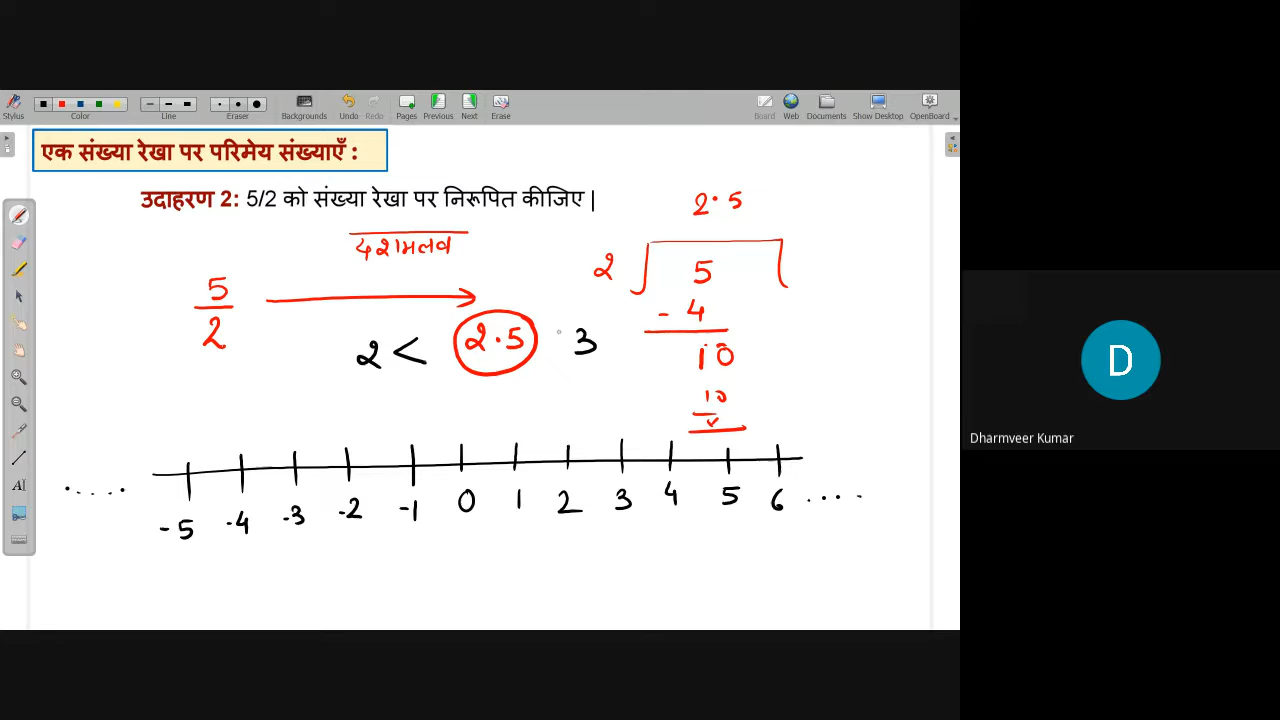 Stylus Color Line Eraser Backgrounds Undo Redo Pages Previous Next Erase Board Web Documents Show Desktop OpenBoard
एक संख्या रेखा पर परिमेय संख्याएँ :
उदाहरण 2: 5/2 को संख्या रेखा पर निरूपित कीजिए |
2.5
दशमलव
2 5
5
2
- 4
2 < 2.5 3
10
10
..... -5 -4 -3 -2 -1 0 1 2 3 4 5 6 ....
D
Dharmveer Kumar